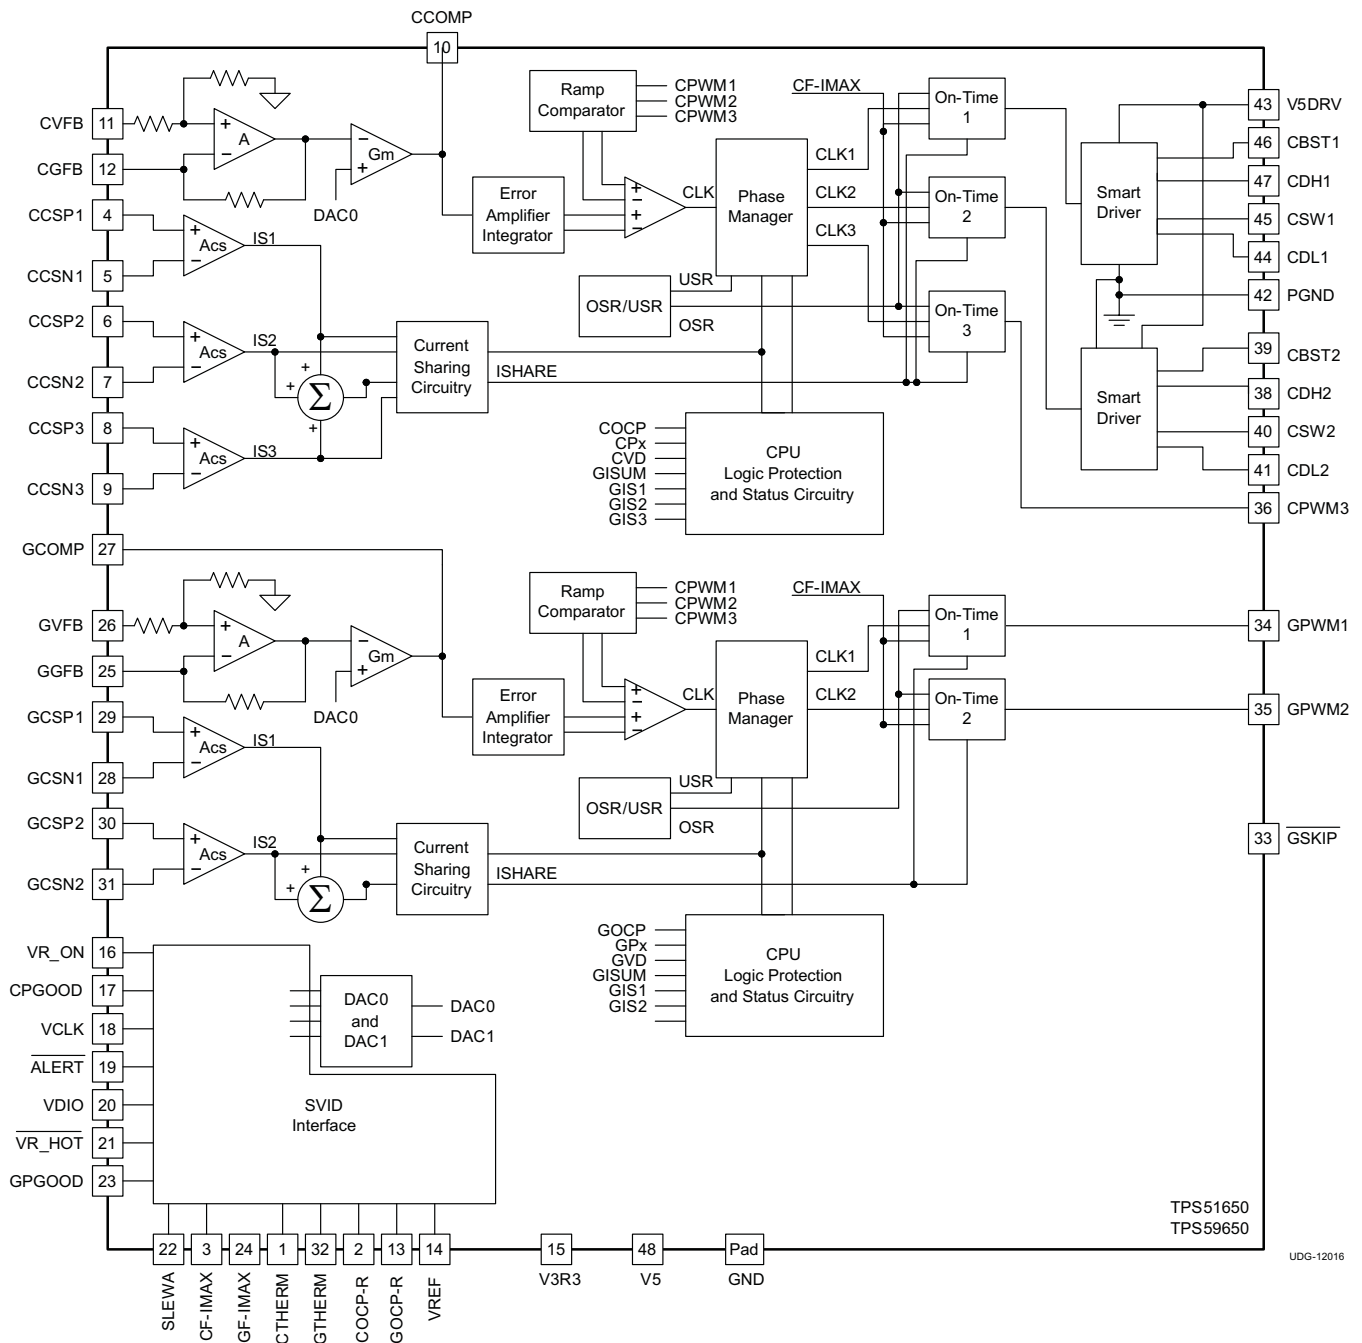 CCOMP
10
CVFB 11
CGFB 12
CCSP1 4
CCSN1 5
CCSP2 6
CCSN2 7
CCSP3 8
CCSN3 9
+
A
−
−
Gm
+
DAC0
+
Acs
−
IS1
+
Acs
−
IS2
+
Acs
−
IS3
+
+
Σ
+
Current
Sharing
Circuitry
ISHARE
Ramp
Comparator
CPWM1
CPWM2
CPWM3
Error
Amplifier
Integrator
+
−
+
−
CLK
Phase
Manager
CLK1
CLK2
CLK3
OSR/USR
USR
OSR
CF-IMAX
On-Time
1
On-Time
2
On-Time
3
Smart
Driver
Smart
Driver
COCP
CPx
CVD
GISUM
GIS1
GIS2
GIS3
CPU
Logic Protection
and Status Circuitry
43 V5DRV
46 CBST1
47 CDH1
45 CSW1
44 CDL1
42 PGND
39 CBST2
38 CDH2
40 CSW2
41 CDL2
36 CPWM3
GCOMP 27
GVFB 26
GGFB 25
GCSP1 29
GCSN1 28
GCSP2 30
GCSN2 31
+
A
−
−
Gm
+
DAC0
+
Acs
−
IS1
+
Acs
−
IS2
+
+
Σ
Current
Sharing
Circuitry
ISHARE
Ramp
Comparator
CPWM1
CPWM2
CPWM3
Error
Amplifier
Integrator
+
−
+
−
CLK
Phase
Manager
CLK1
CLK2
OSR/USR
USR
OSR
CF-IMAX
On-Time
1
On-Time
2
34 GPWM1
35 GPWM2
33 GSKIP
GOCP
GPx
GVD
GISUM
GIS1
GIS2
CPU
Logic Protection
and Status Circuitry
VR_ON 16
CPGOOD 17
VCLK 18
ALERT 19
VDIO 20
VR_HOT 21
GPGOOD 23
DAC0
and
DAC1
DAC0
DAC1
SVID
Interface
22 SLEWA
3 CF-IMAX
24 GF-IMAX
1 CTHERM
32 GTHERM
2 COCP-R
13 GOCP-R
14 VREF
15 V3R3
48 V5
Pad GND
TPS51650
TPS59650
UDG-12016